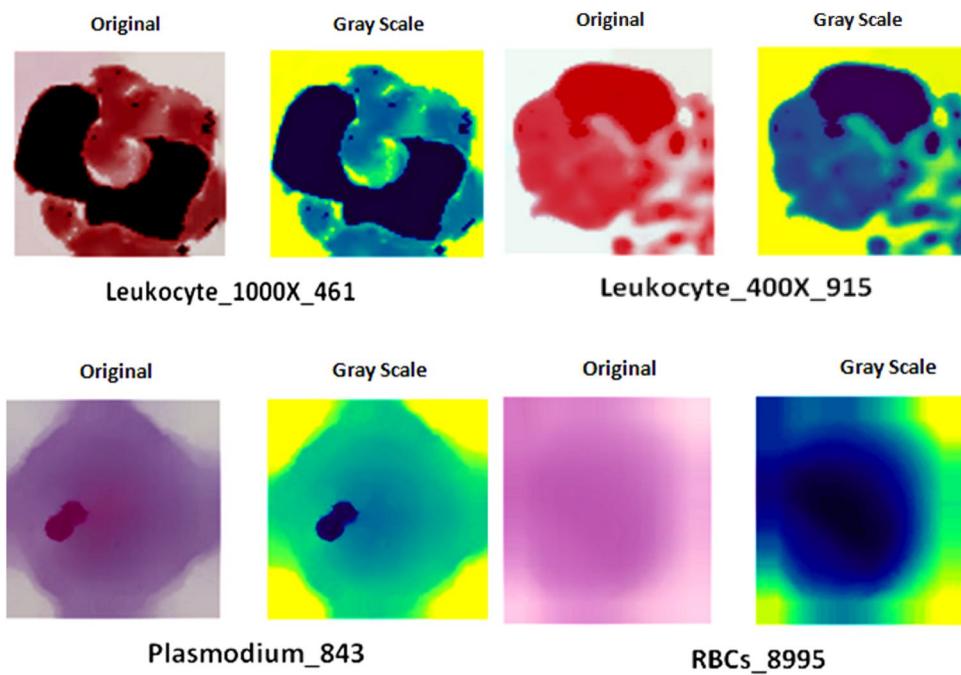 Original
Gray Scale
Original
Gray Scale
Leukocyte_1000X_461
Leukocyte_400X_915
Original
Gray Scale
Original
Gray Scale
Plasmodium_843
RBCs_8995